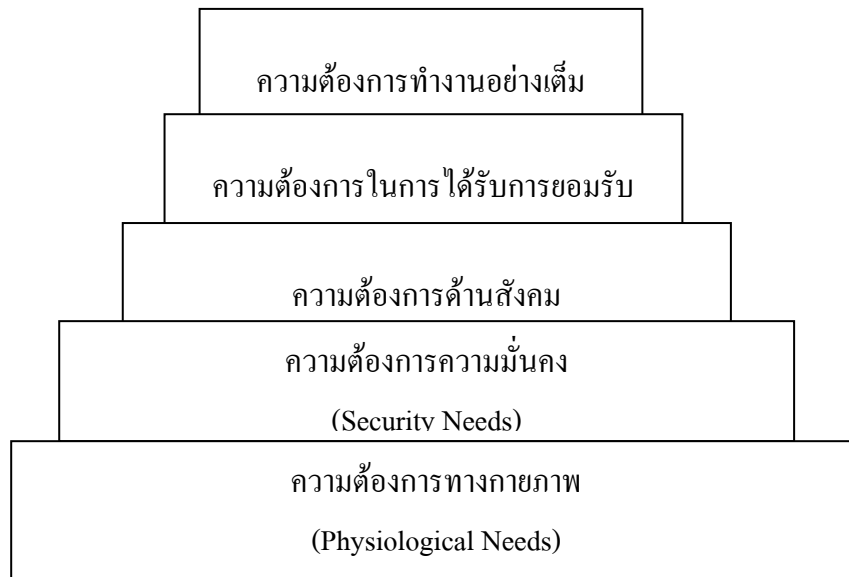 ความต้องการทำงานอย่างเต็ม
ความต้องการในการได้รับการยอมรับ
ความต้องการด้านสังคม
ความต้องการความมั่นคง
(Security Needs)
ความต้องการทางกายภาพ
(Physiological Needs)